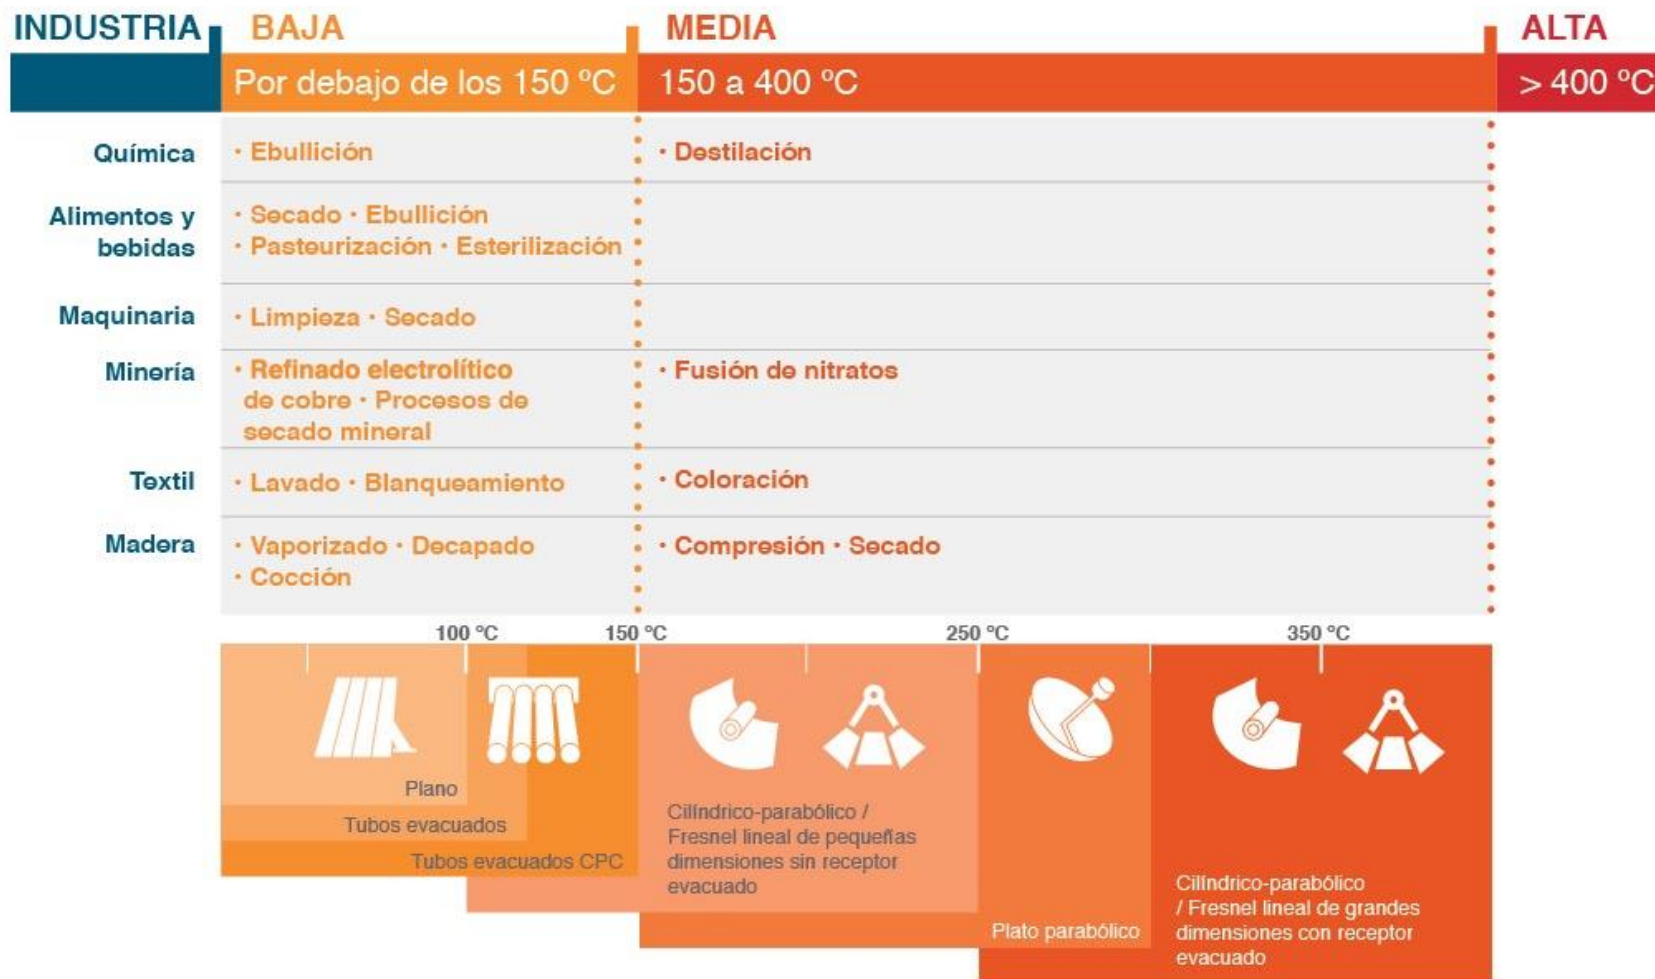 INDUSTRIA
BAJA
MEDIA
ALTA
Por debajo de los 150 ºC
150 a 400 ºC
> 400 ºC
Química
· Ebullición
· Destilación
Alimentos y
bebidas
· Secado · Ebullición
· Pasteurización · Esterilización
Maquinaria
· Limpieza · Secado
Minería
· Refinado electrolítico
de cobre · Procesos de
secado mineral
· Fusión de nitratos
Textil
· Lavado · Blanqueamiento
· Coloración
Madera
· Vaporizado · Decapado
· Cocción
· Compresión · Secado
100 ºC
150 ºC
250 ºC
350 ºC
Plano
Tubos evacuados
Tubos evacuados CPC
Cilíndrico-parabólico /
Fresnel lineal de pequeñas
dimensiones sin receptor
evacuado
Plato parabólico
Cilíndrico-parabólico
/ Fresnel lineal de grandes
dimensiones con receptor
evacuado